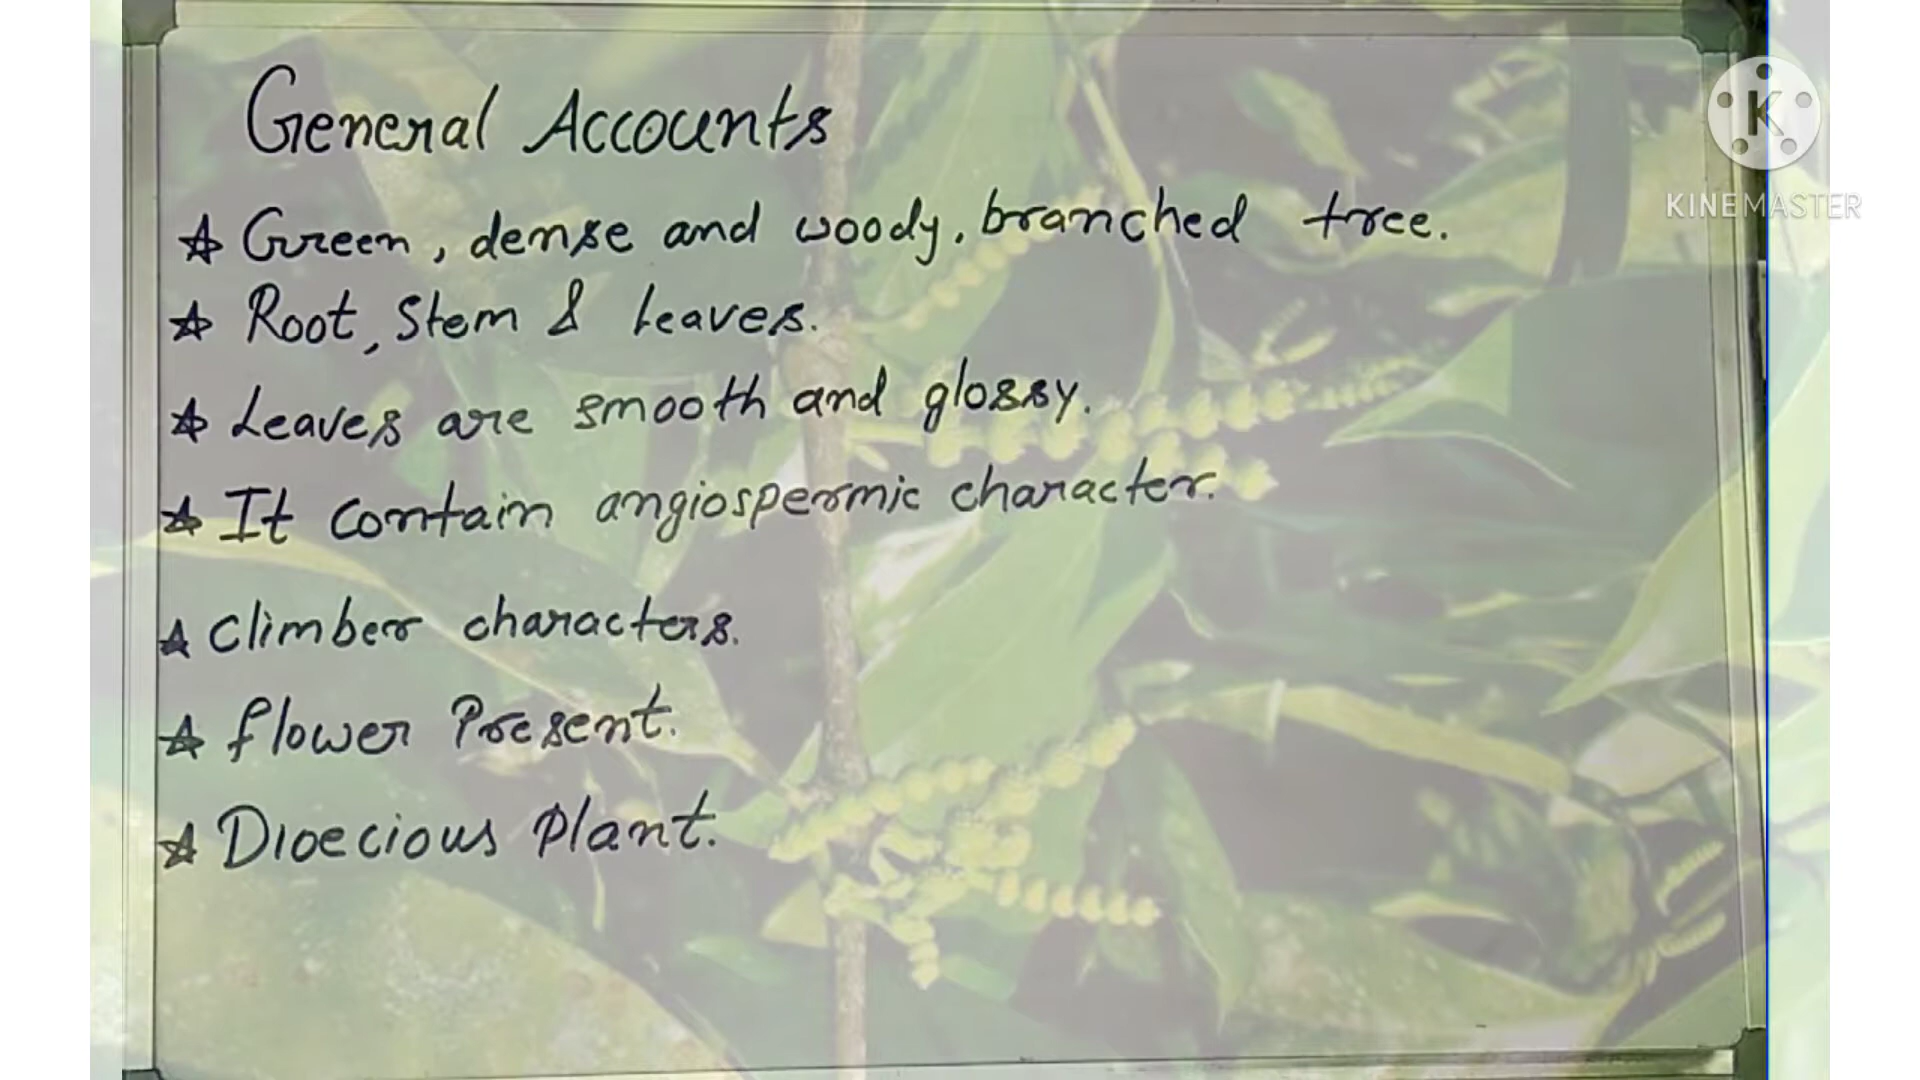 General Accounts
☆ Green, dense and woody, branched tree.
☆ Root, Stem & Leaves.
☆ Leaves are smooth and glossy.
☆ It contain angiospermic character.
☆ Climber characters.
☆ flower Present.
☆ Dioecious Plant.
K
KINEMASTER